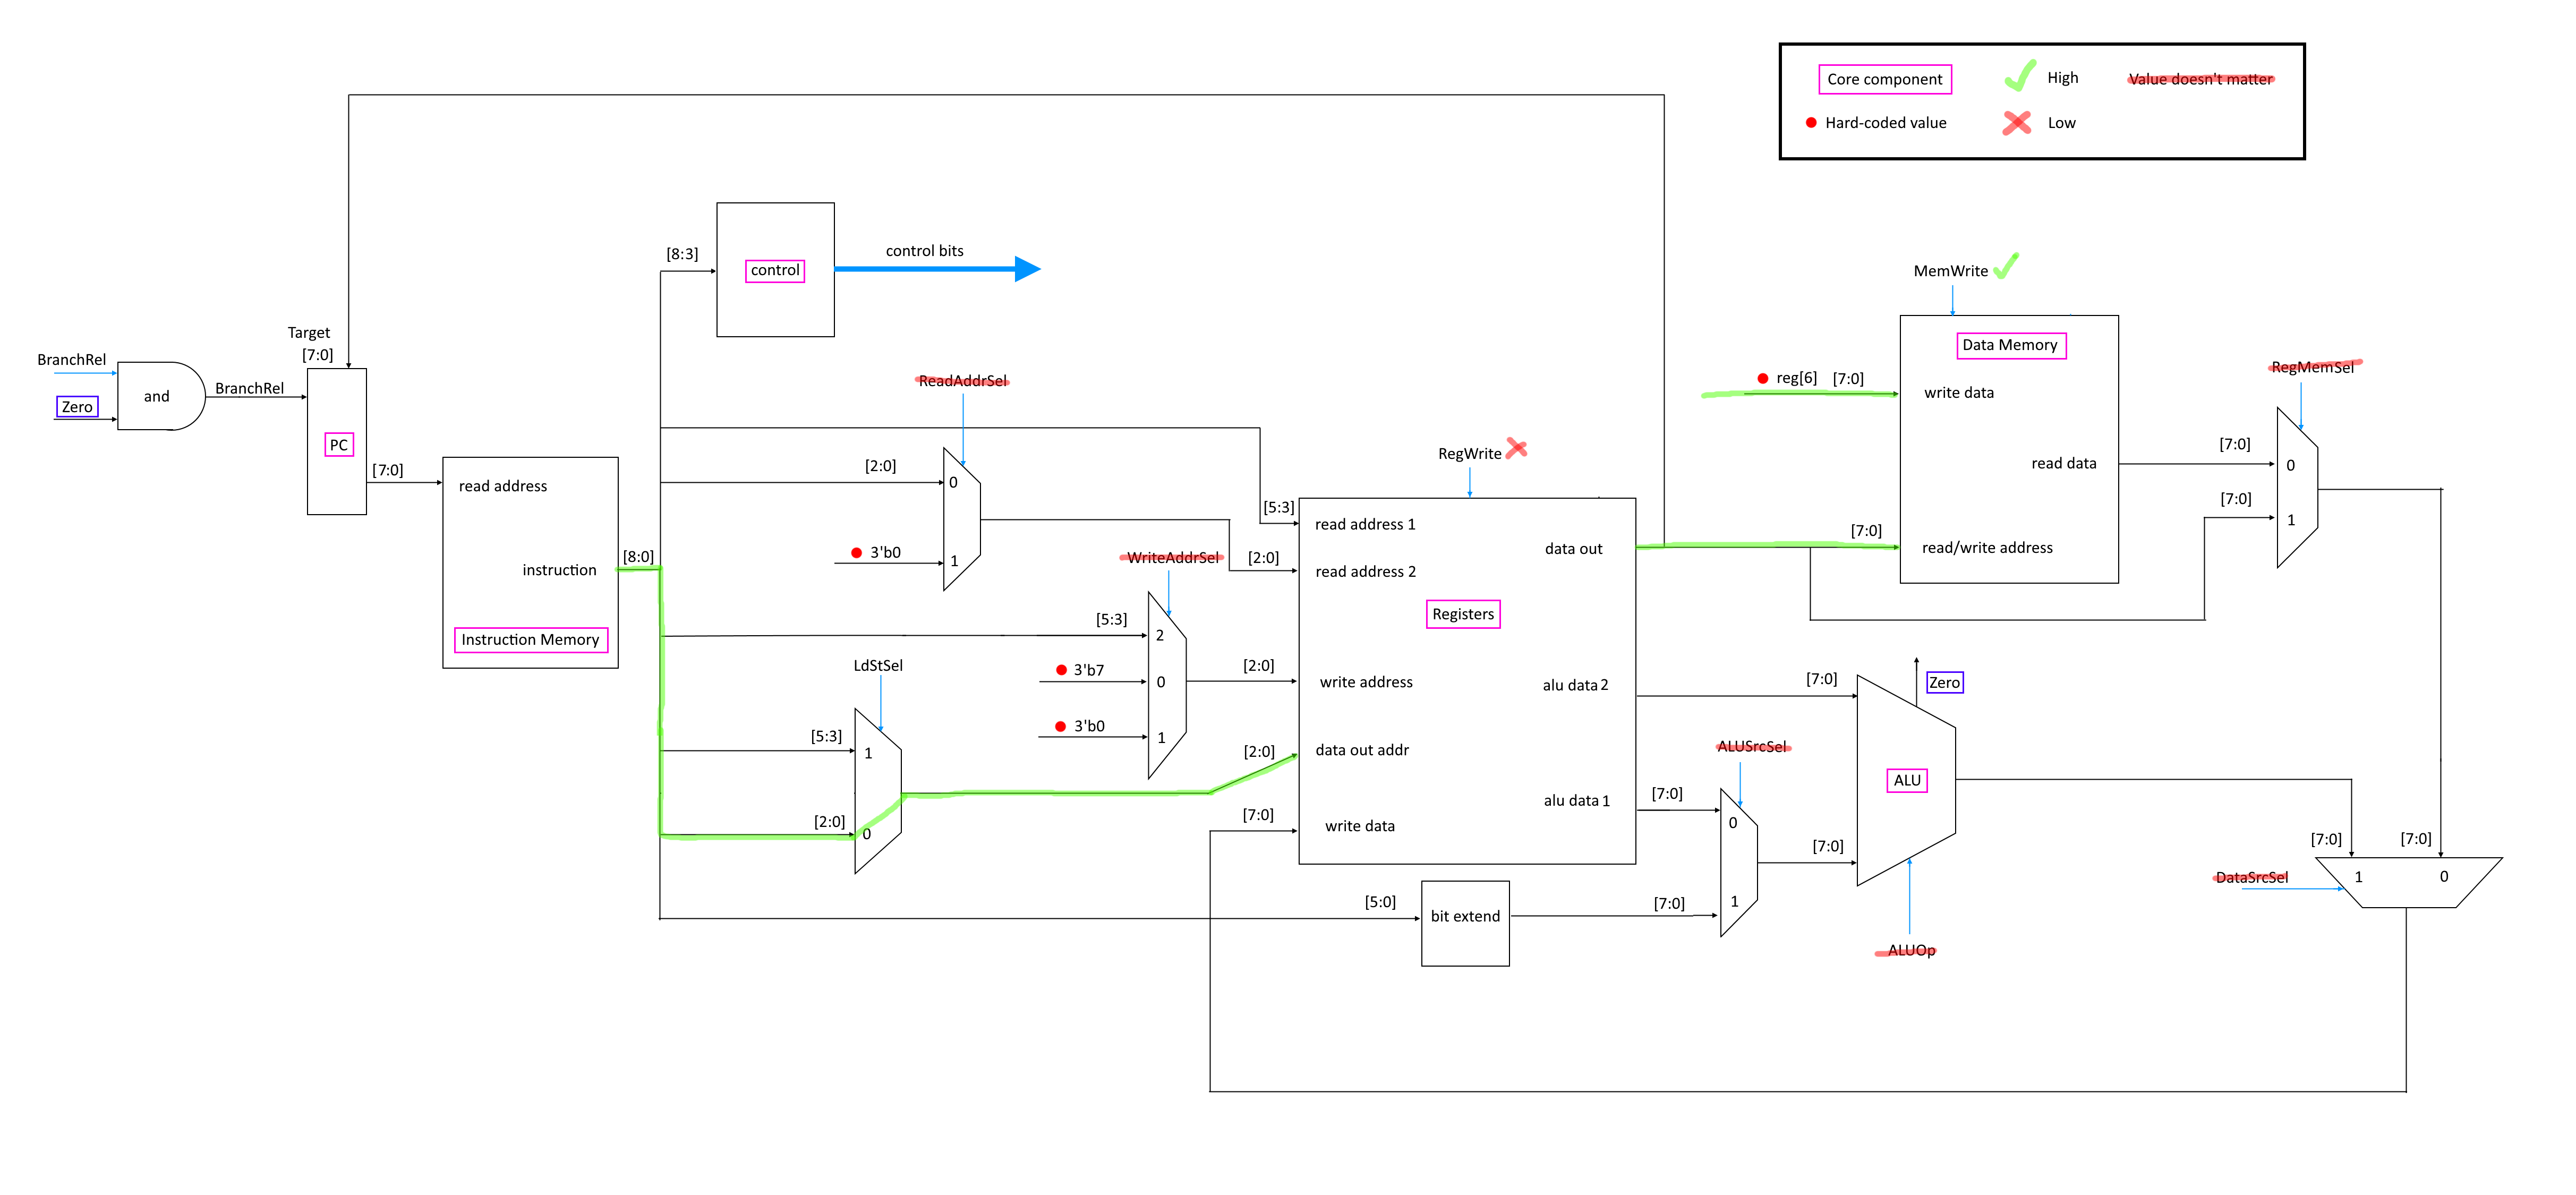 Core component
High
Value doesn't matter
Hard-coded value
Low
control bits
[8:3]
control
MemWrite
Target
[7:0]
BranchRel
and
BranchRel
Zero
PC
[7:0]
read address
instruction
Instruction Memory
[8:0]
ReadAddrSel
[2:0]
0
3'b0
1
WriteAddrSel
[5:3]
2
3'b7
0
3'b0
1
[2:0]
LdStSel
[5:3]
1
[2:0]
0
RegWrite
[5:3]
read address 1
[2:0]
read address 2
data out
Registers
write address
alu data 2
[2:0]
data out addr
alu data 1
[7:0]
write data
[5:0]
bit extend
[7:0]
Data Memory
reg[6]
[7:0]
write data
read data
[7:0]
read/write address
RegMemSel
[7:0]
0
[7:0]
1
[7:0]
Zero
ALUSrcSel
[7:0]
0
1
[7:0]
ALU
ALUOp
[7:0]
[7:0]
DataSrcSel
1
0